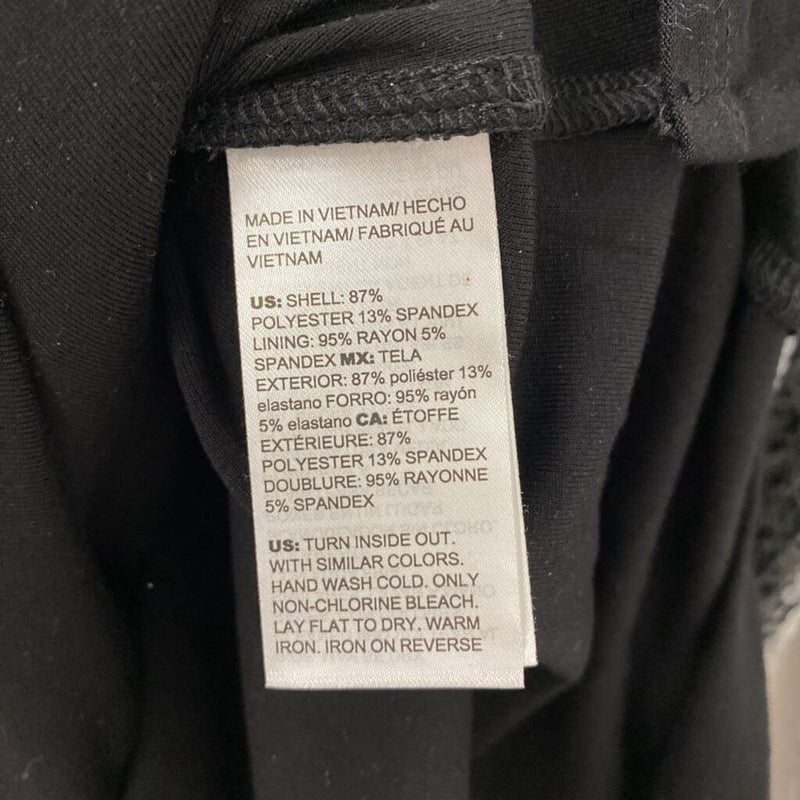 MADE IN VIETNAM/ HECHO
EN VIETNAM/ FABRIQUÉ AU
VIETNAM
US: SHELL: 87%
POLYESTER 13% SPANDEX
LINING: 95% RAYON 5%
SPANDEX MX: TELA
EXTERIOR: 87% poliéster 13%
elastano FORRO: 95% rayón
5% elastano CA: ÉTOFFE
EXTÉRIEURE: 87%
POLYESTER 13% SPANDEX
DOUBLURE: 95% RAYONNE
5% SPANDEX
US: TURN INSIDE OUT.
WITH SIMILAR COLORS.
HAND WASH COLD. ONLY
NON-CHLORINE BLEACH.
LAY FLAT TO DRY. WARM
IRON. IRON ON REVERSE